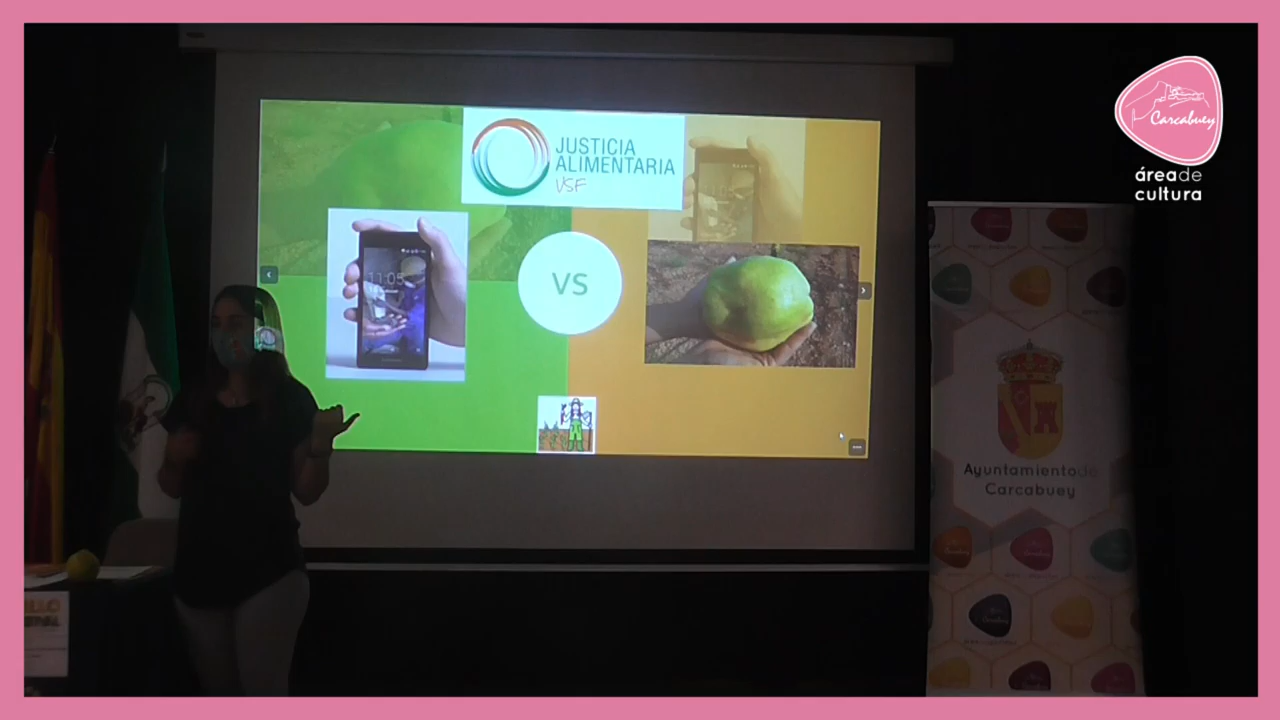 JUSTICIA
ALIMENTARIA
VSF
11:05
VS
Carcabuey
área de
cultura
Ayuntamiento de
Carcabuey